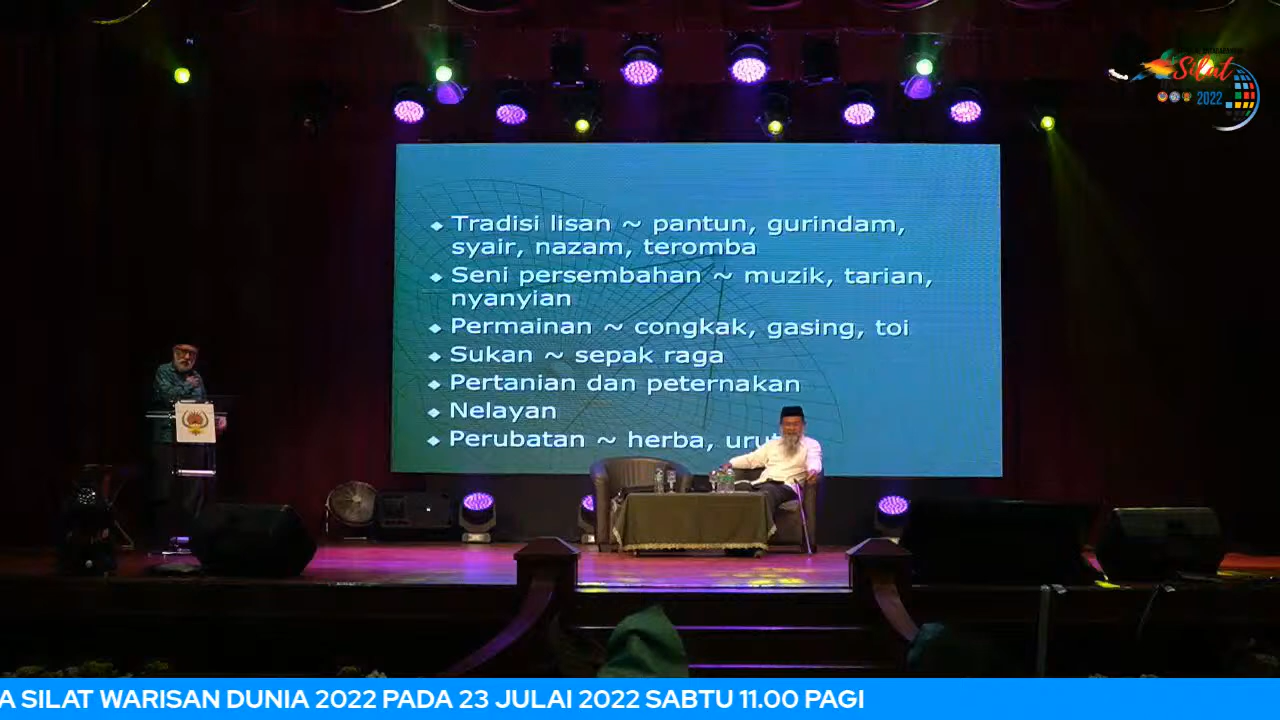 Silat
2022
Tradisi lisan ~ pantun, gurindam,
syair, nazam, teromba
Seni persembahan ~ muzik, tarian,
nyanyian
Permainan ~ congkak, gasing, toi
Sukan ~ sepak raga
Pertanian dan peternakan
Nelayan
Perubatan ~ herba,
A SILAT WARISAN DUNIA 2022 PADA 23 JULAI 2022 SABTU 11.00 PAGI